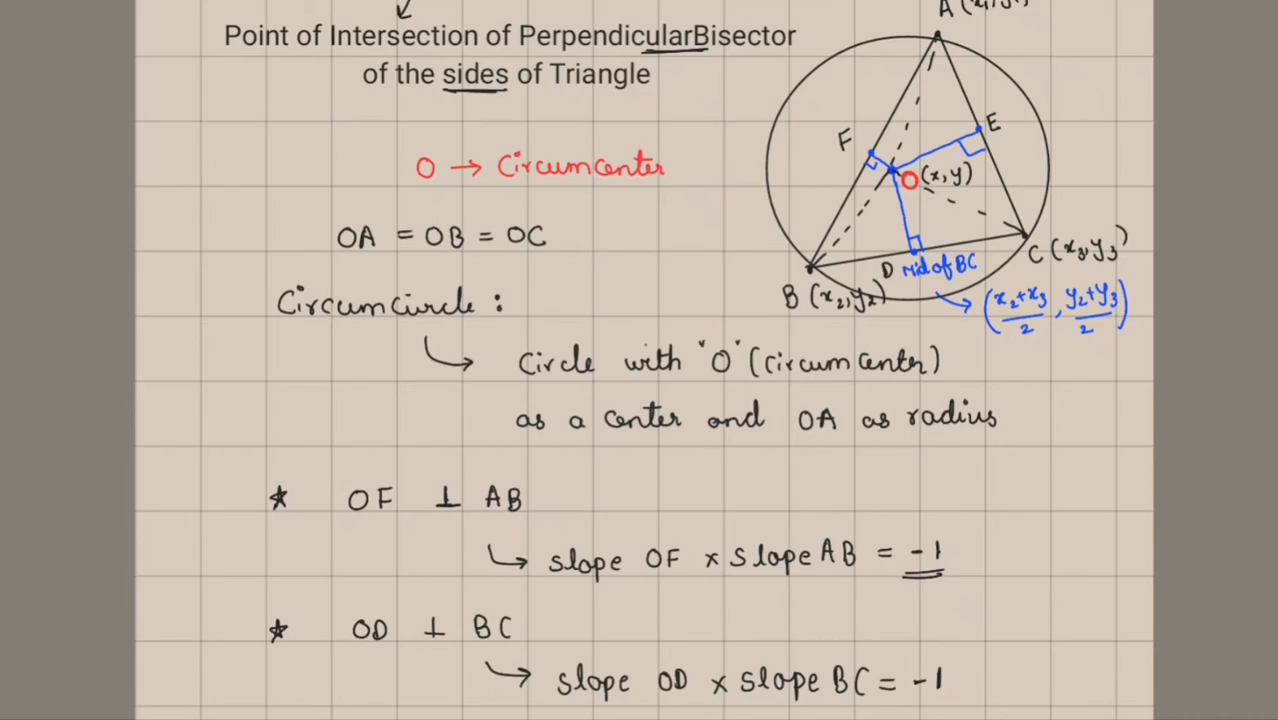 Point of Intersection of PerpendicularBisector
of the sides of Triangle
O → Circumcenter
OA = OB = OC
Circumcircle :
Circle with "O" (circumcenter)
as a center and OA as radius
★ OF ⊥ AB
slope OF × slope AB = -1
★ OD ⊥ BC
slope OD × slope BC = -1
A
F
E
O (x, y)
C (x₃, y₃)
D Mid of BC
B (x₂, y₂)
(x₂+x₃/2, y₂+y₃/2)